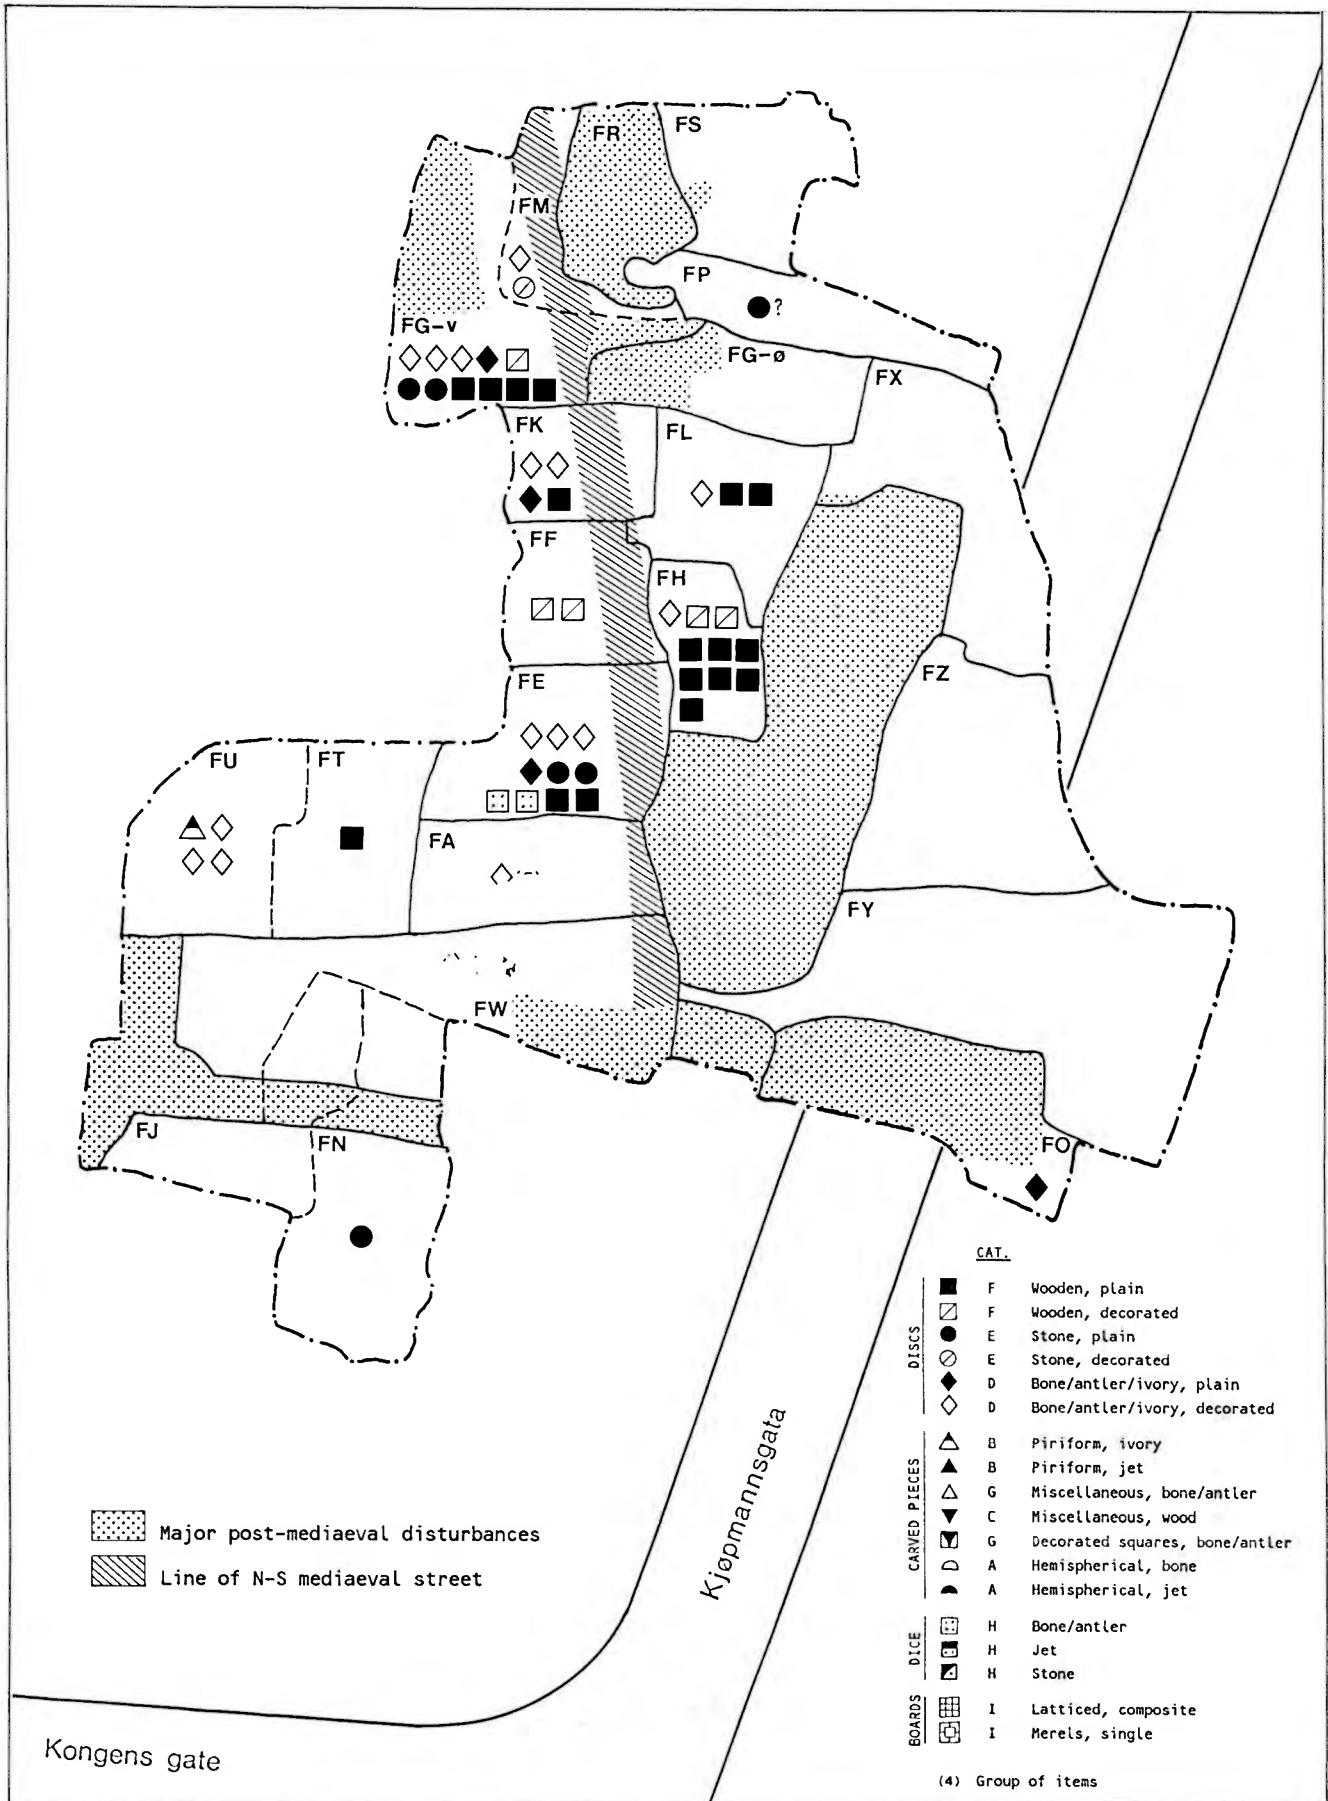 FR
FS
FM
FP
?
FG-v
FG-ø
FX
FK
FL
FF
FH
FE
FZ
FU
FT
FA
FY
FW
FJ
FN
FO
CAT.
DISCS
F Wooden, plain
F Wooden, decorated
E Stone, plain
E Stone, decorated
D Bone/antler/ivory, plain
D Bone/antler/ivory, decorated
CARVED PIECES
B Piriform, ivory
B Piriform, jet
G Miscellaneous, bone/antler
C Miscellaneous, wood
G Decorated squares, bone/antler
A Hemispherical, bone
A Hemispherical, jet
DICE
H Bone/antler
H Jet
H Stone
BOARDS
I Latticed, composite
I Merels, single
(4) Group of items
Major post-mediaeval disturbances
Line of N-S mediaeval street
Kjøpmannsgata
Kongens gate